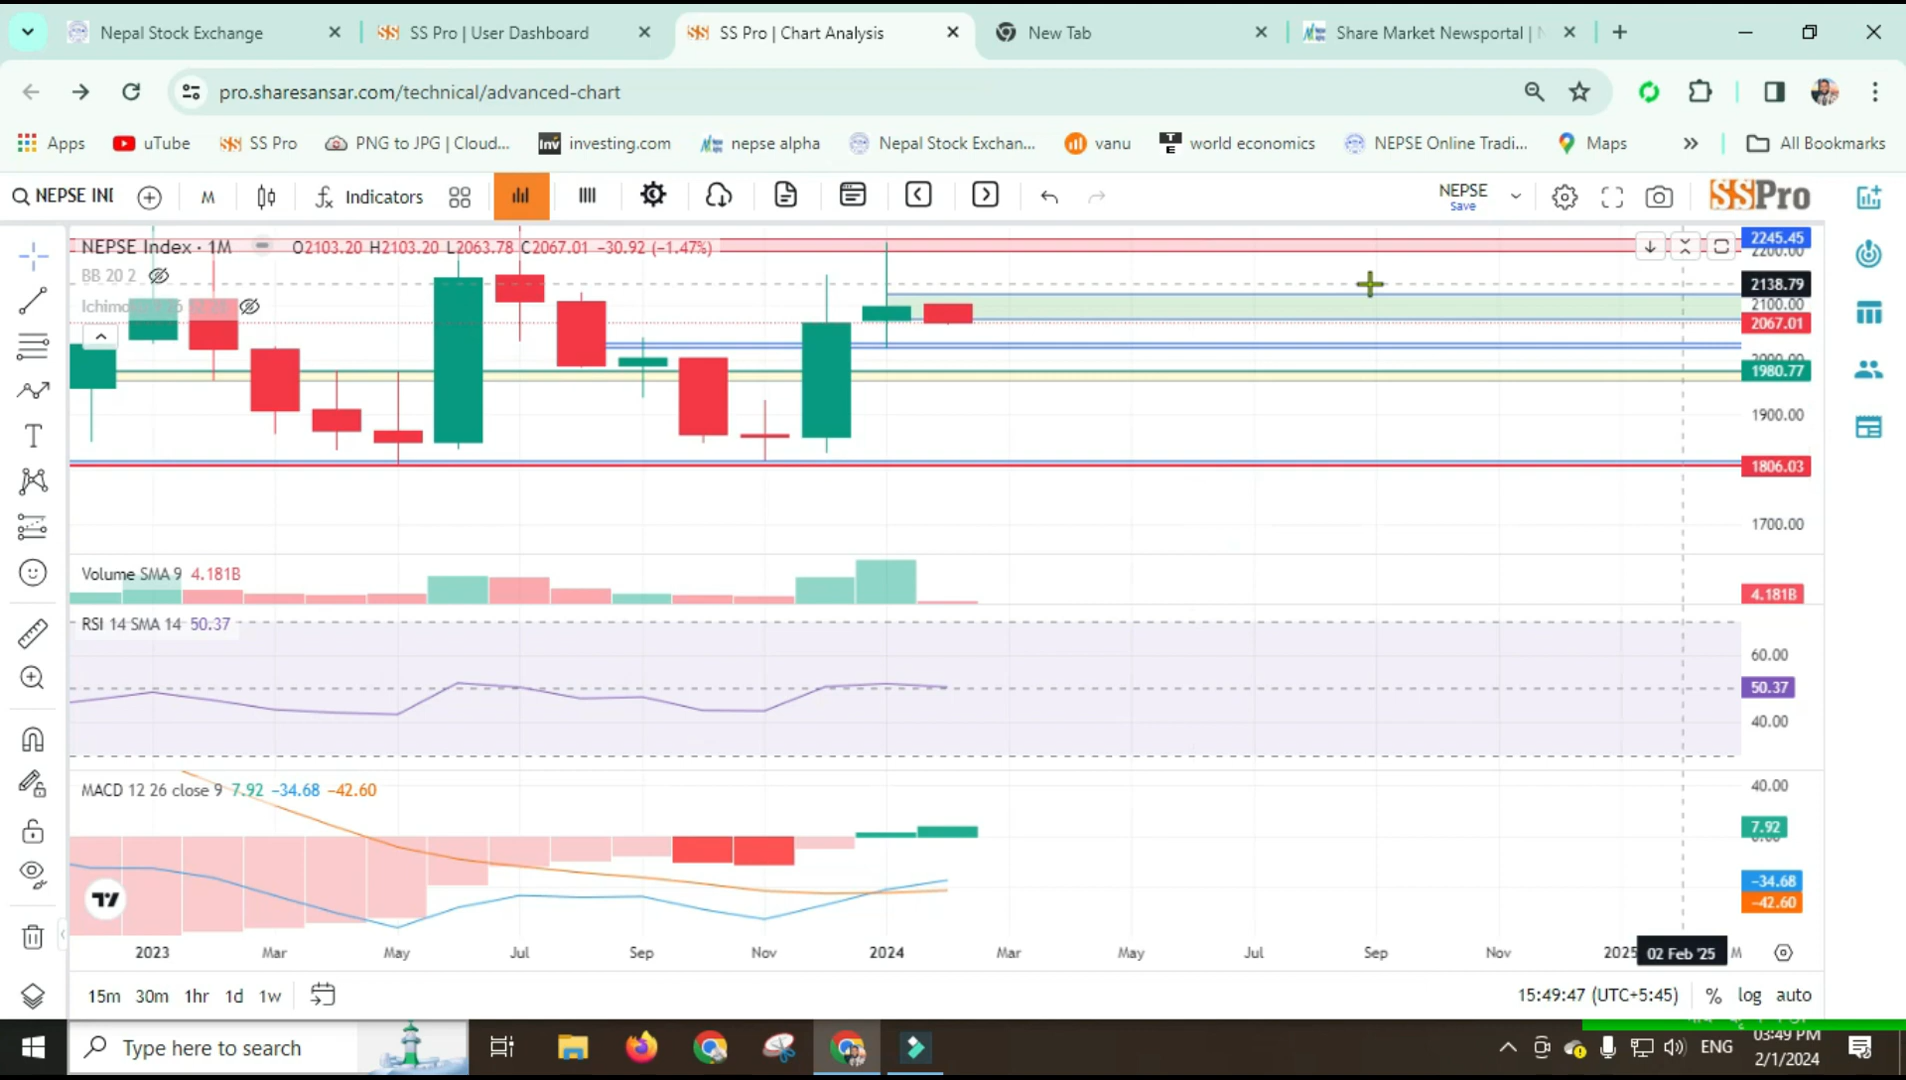 Nepal Stock Exchange
SS Pro | User Dashboard
SS Pro | Chart Analysis
New Tab
Share Market Newsportal |
pro.sharesansar.com/technical/advanced-chart
Apps
uTube
SS Pro
PNG to JPG | Cloud...
investing.com
nepse alpha
Nepal Stock Exchan...
vanu
world economics
NEPSE Online Tradi...
Maps
All Bookmarks
NEPSE INI
M
Indicators
NEPSE
Save
SSPro
NEPSE Index · 1M O2103.20 H2103.20 L2063.78 C2067.01 −30.92 (−1.47%)
BB 20 2
2245.45
2200.00
2138.79
2100.00
2067.01
2000.00
1980.77
1900.00
1806.03
1700.00
Volume SMA 9 4.181B
4.181B
RSI 14 SMA 14 50.37
60.00
50.37
40.00
MACD 12 26 close 9 7.92 −34.68 −42.60
40.00
7.92
−34.68
−42.60
2023 Mar May Jul Sep Nov 2024 Mar May Jul Sep Nov 2025 02 Feb '25 M
15m 30m 1hr 1d 1w
15:49:47 (UTC+5:45) % log auto
Type here to search
ENG
03:49 PM
2/1/2024